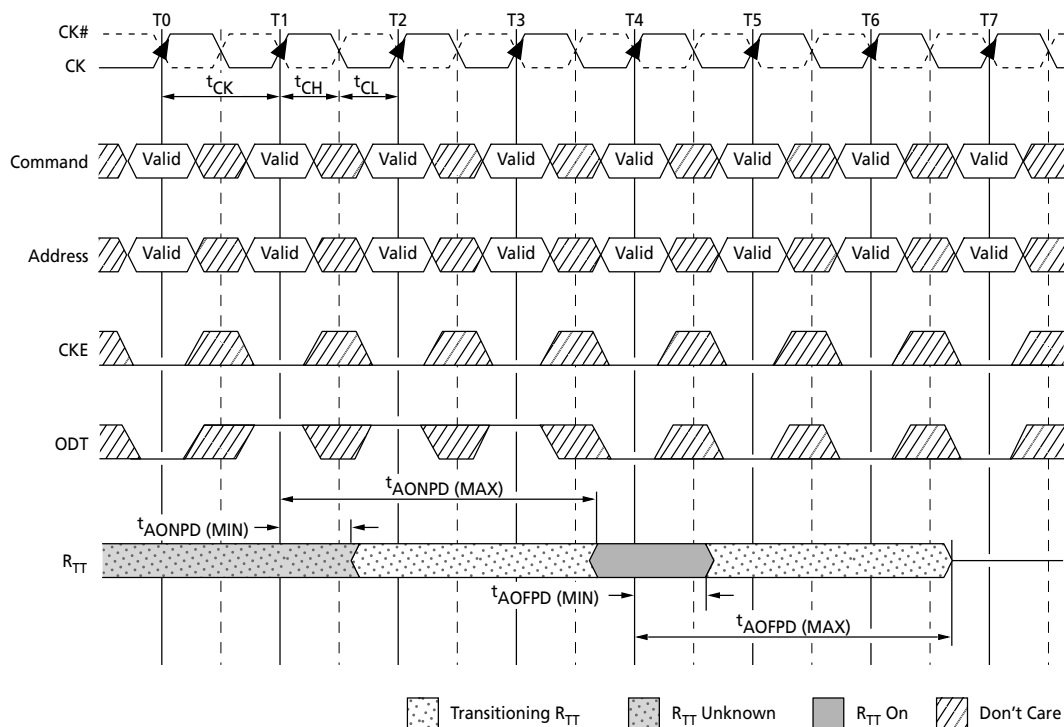 T0 T1 T2 T3 T4 T5 T6 T7
CK#
CK
tCK tCH tCL
Command Valid Valid Valid Valid Valid Valid Valid Valid
Address Valid Valid Valid Valid Valid Valid Valid Valid
CKE
ODT
tAONPD (MAX)
tAONPD (MIN)
RTT
tAOFPD (MIN)
tAOFPD (MAX)
Transitioning RTT RTT Unknown RTT On Don't Care